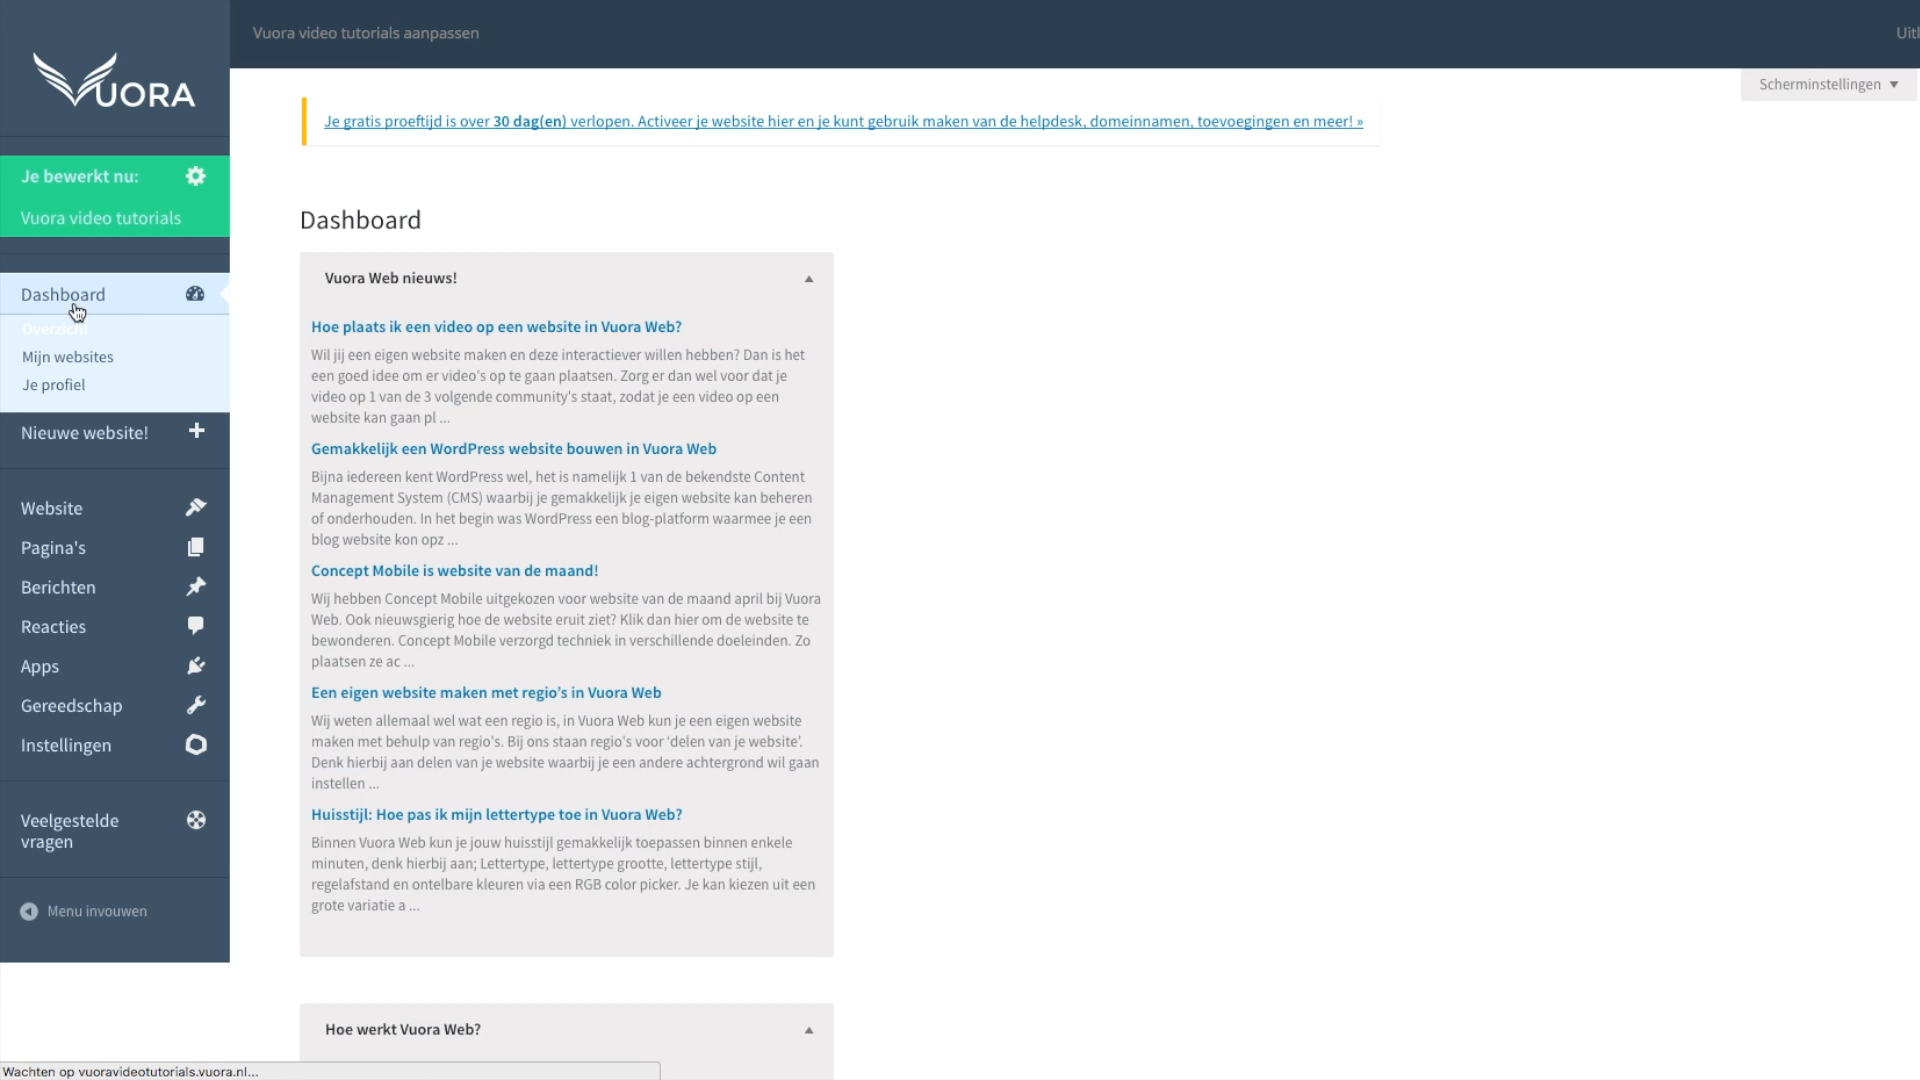 Vuora video tutorials aanpassen
VUORA
Scherminstellingen
Je gratis proeftijd is over 30 dag(en) verlopen. Activeer je website hier en je kunt gebruik maken van de helpdesk, domeinnamen, toevoegingen en meer! »
Je bewerkt nu:
Vuora video tutorials
Dashboard
Overzicht
Mijn websites
Je profiel
Nieuwe website!
Website
Pagina's
Berichten
Reacties
Apps
Gereedschap
Instellingen
Veelgestelde
vragen
Menu invouwen
Dashboard
Vuora Web nieuws!
Hoe plaats ik een video op een website in Vuora Web?
Wil jij een eigen website maken en deze interactiever willen hebben? Dan is het
een goed idee om er video's op te gaan plaatsen. Zorg er dan wel voor dat je
video op 1 van de 3 volgende community's staat, zodat je een video op een
website kan gaan pl ...
Gemakkelijk een WordPress website bouwen in Vuora Web
Bijna iedereen kent WordPress wel, het is namelijk 1 van de bekendste Content
Management System (CMS) waarbij je gemakkelijk je eigen website kan beheren
of onderhouden. In het begin was WordPress een blog-platform waarmee je een
blog website kon opz ...
Concept Mobile is website van de maand!
Wij hebben Concept Mobile uitgekozen voor website van de maand april bij Vuora
Web. Ook nieuwsgierig hoe de website eruit ziet? Klik dan hier om de website te
bewonderen. Concept Mobile verzorgd techniek in verschillende doeleinden. Zo
plaatsen ze ac ...
Een eigen website maken met regio’s in Vuora Web
Wij weten allemaal wel wat een regio is, in Vuora Web kun je een eigen website
maken met behulp van regio's. Bij ons staan regio's voor ‘delen van je website’.
Denk hierbij aan delen van je website waarbij je een andere achtergrond wil gaan
instellen ...
Huisstijl: Hoe pas ik mijn lettertype toe in Vuora Web?
Binnen Vuora Web kun je jouw huisstijl gemakkelijk toepassen binnen enkele
minuten, denk hierbij aan; Lettertype, lettertype grootte, lettertype stijl,
regelafstand en ontelbare kleuren via een RGB color picker. Je kan kiezen uit een
grote variatie a ...
Hoe werkt Vuora Web?
Wachten op vuoravideotutorials.vuora.nl...